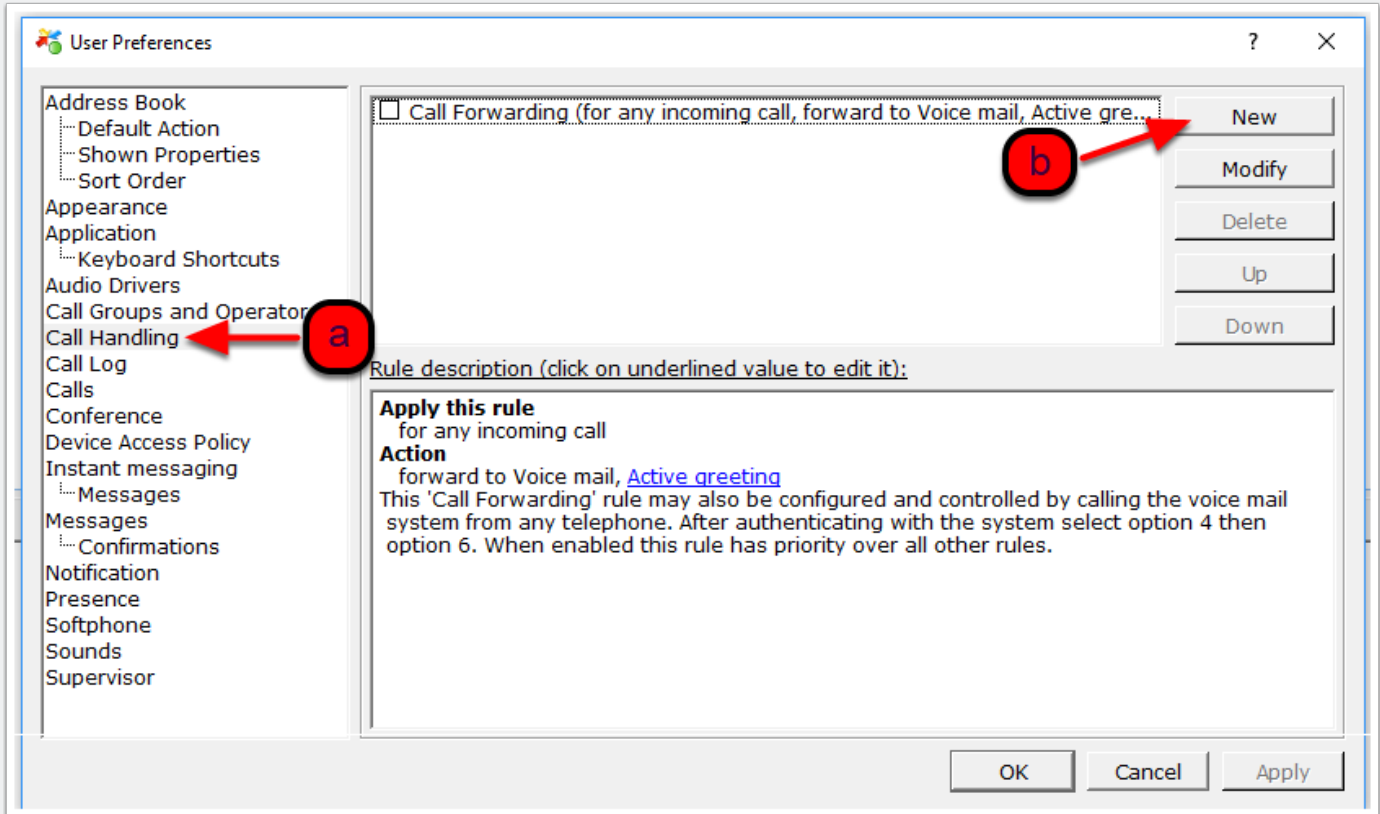 User Preferences
?
Address Book
Default Action
Shown Properties
Sort Order
Appearance
Application
Keyboard Shortcuts
Audio Drivers
Call Groups and Operator
Call Handling
Call Log
Calls
Conference
Device Access Policy
Instant messaging
Messages
Messages
Confirmations
Notification
Presence
Softphone
Sounds
Supervisor
a
Call Forwarding (for any incoming call, forward to Voice mail, Active gre...
b
New
Modify
Delete
Up
Down
Rule description (click on underlined value to edit it):
Apply this rule
for any incoming call
Action
forward to Voice mail, Active greeting
This 'Call Forwarding' rule may also be configured and controlled by calling the voice mail
system from any telephone. After authenticating with the system select option 4 then
option 6. When enabled this rule has priority over all other rules.
OK
Cancel
Apply